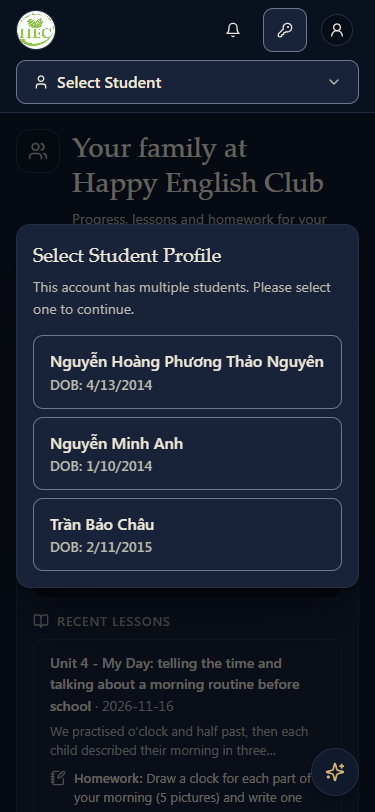 HEC
Select Student
Your family at
Happy English Club
Progress, lessons and homework for your
Select Student Profile
This account has multiple students. Please select
one to continue.
Nguyễn Hoàng Phương Thảo Nguyên
DOB: 4/13/2014
Nguyễn Minh Anh
DOB: 1/10/2014
Trần Bảo Châu
DOB: 2/11/2015
RECENT LESSONS
Unit 4 - My Day: telling the time and
talking about a morning routine before
school · 2026-11-16
We practised o'clock and half past, then each
child described their morning in three...
Homework: Draw a clock for each part of
your morning (5 pictures) and write one